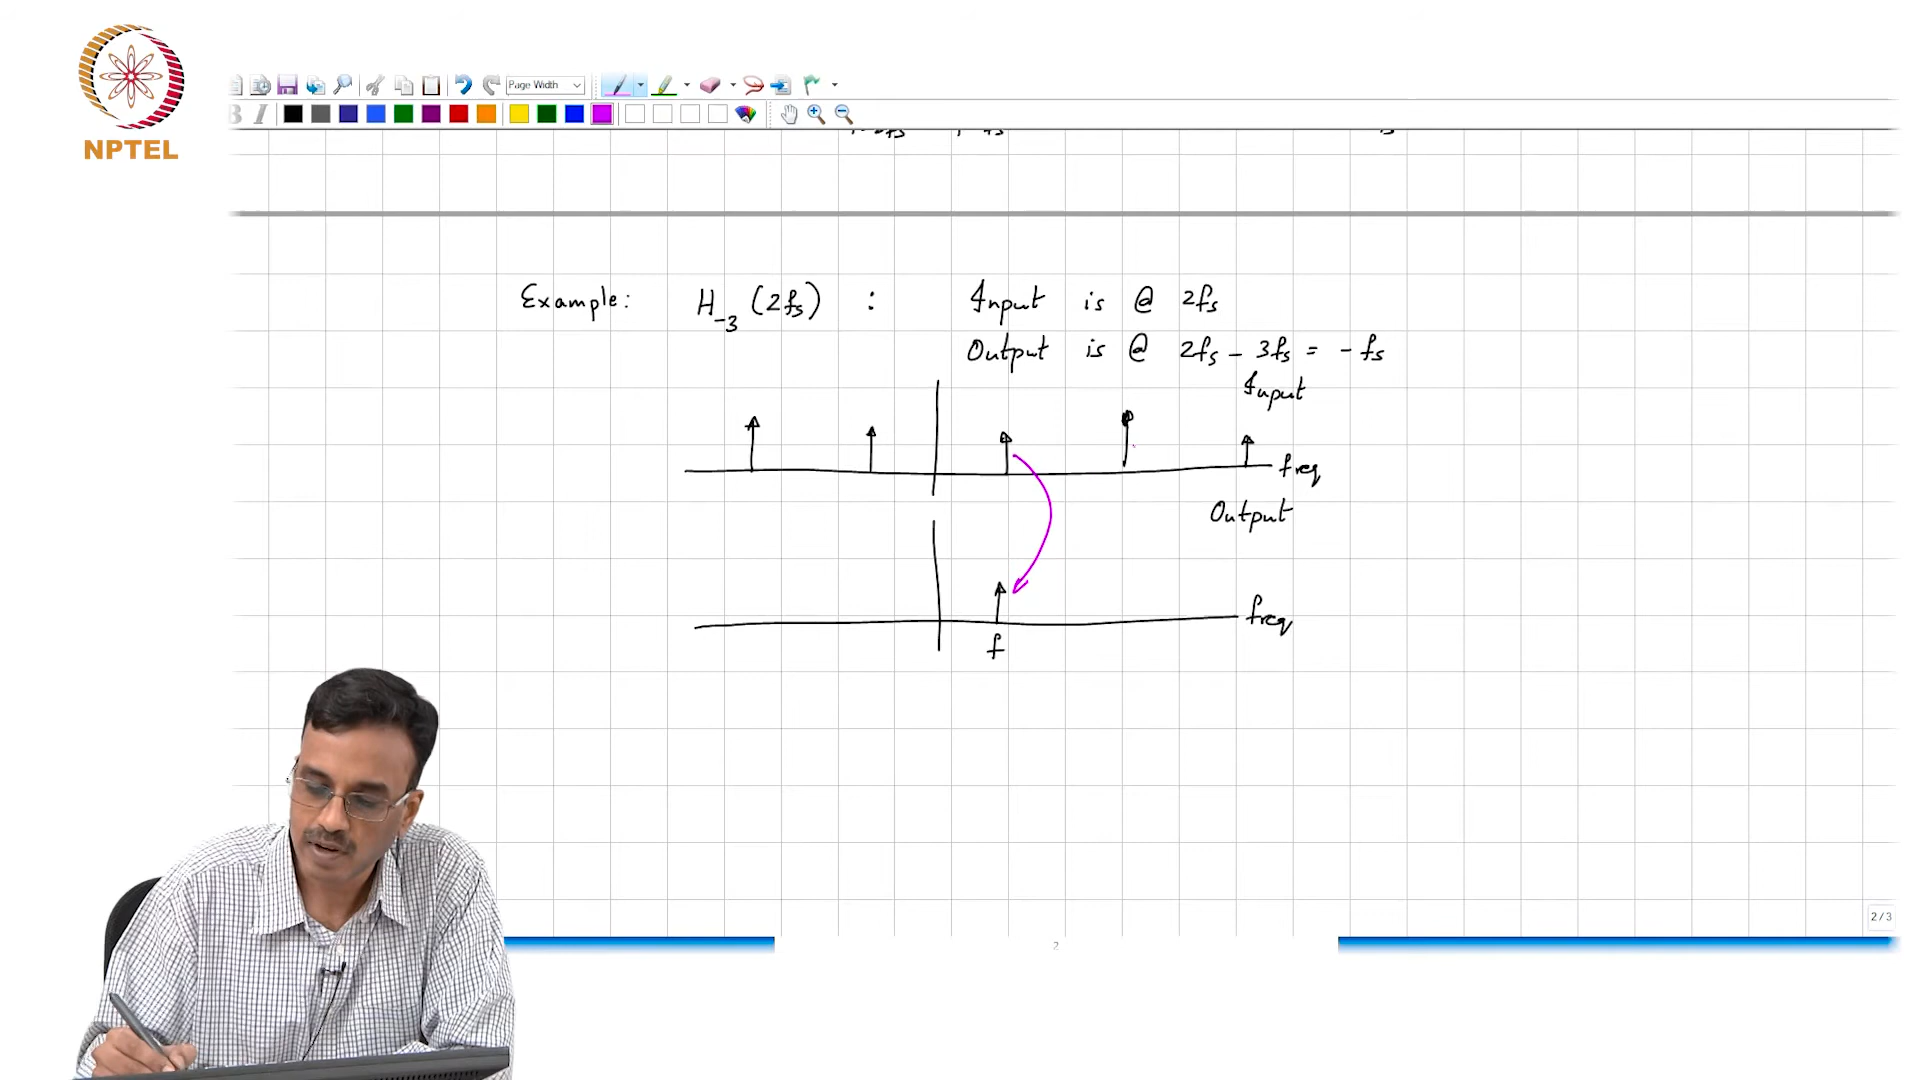 NPTEL
Page Width
Example: H₋₃ (2fₛ) : Input is @ 2fₛ
Output is @ 2fₛ - 3fₛ = - fₛ
Input
freq
Output
freq
f
2/3
2